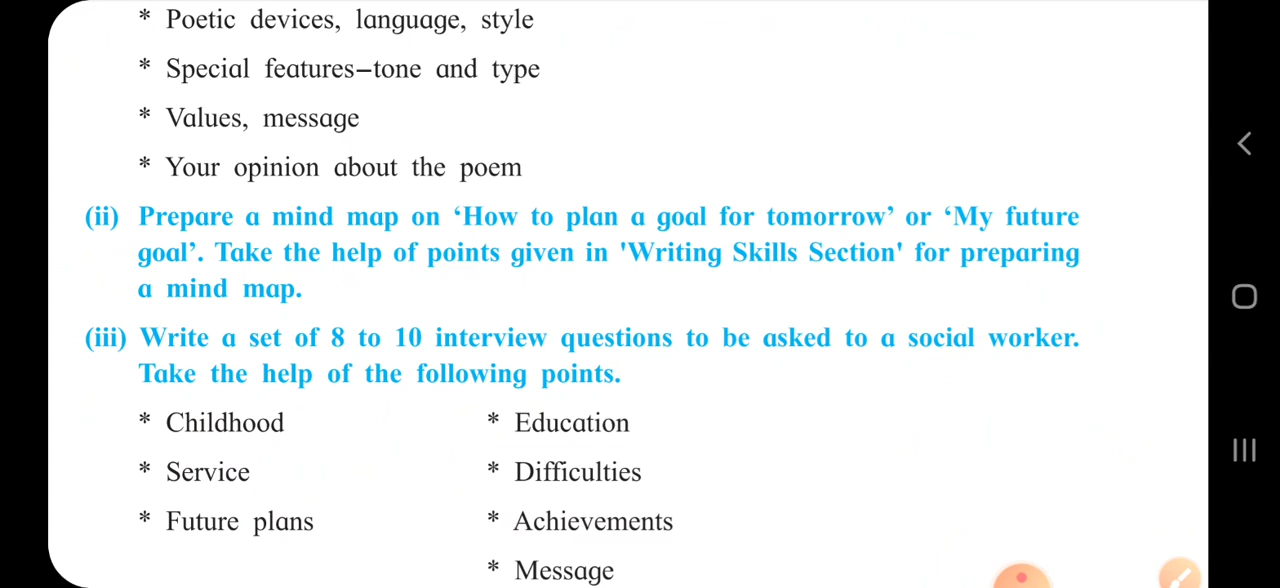 * Poetic devices, language, style
* Special features–tone and type
* Values, message
* Your opinion about the poem
(ii) Prepare a mind map on ‘How to plan a goal for tomorrow’ or ‘My future
goal’. Take the help of points given in 'Writing Skills Section' for preparing
a mind map.
(iii) Write a set of 8 to 10 interview questions to be asked to a social worker.
Take the help of the following points.
* Childhood * Education
* Service * Difficulties
* Future plans * Achievements
* Message